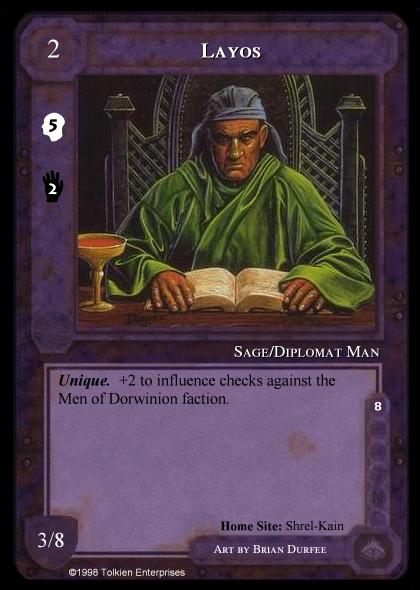 2
Layos
5
2
Sage/Diplomat Man
Unique. +2 to influence checks against the
Men of Dorwinion faction.
8
Home Site: Shrel-Kain
3/8
Art by Brian Durfee
©1998 Tolkien Enterprises